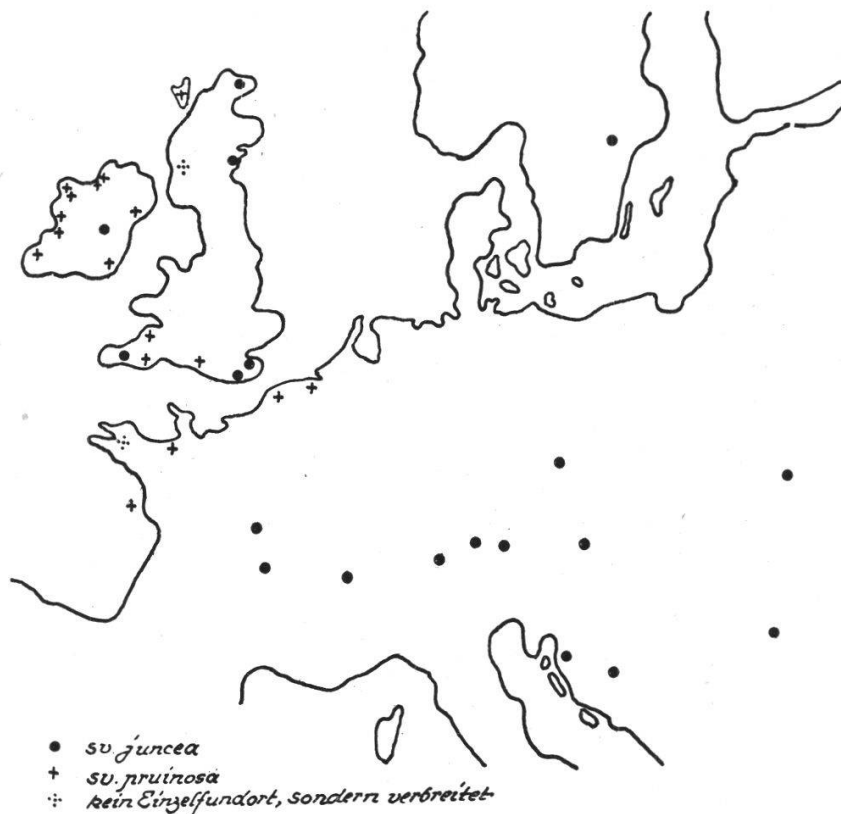 sv. juncea
sv. pruinosa
kein Einzelfundort, sondern verbreitet